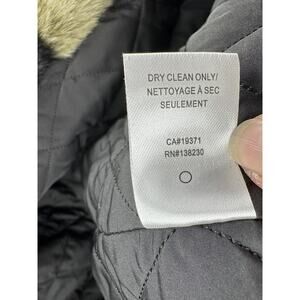 DRY CLEAN ONLY/
NETTOYAGE À SEC
SEULEMENT
CA#19371
RN#138230